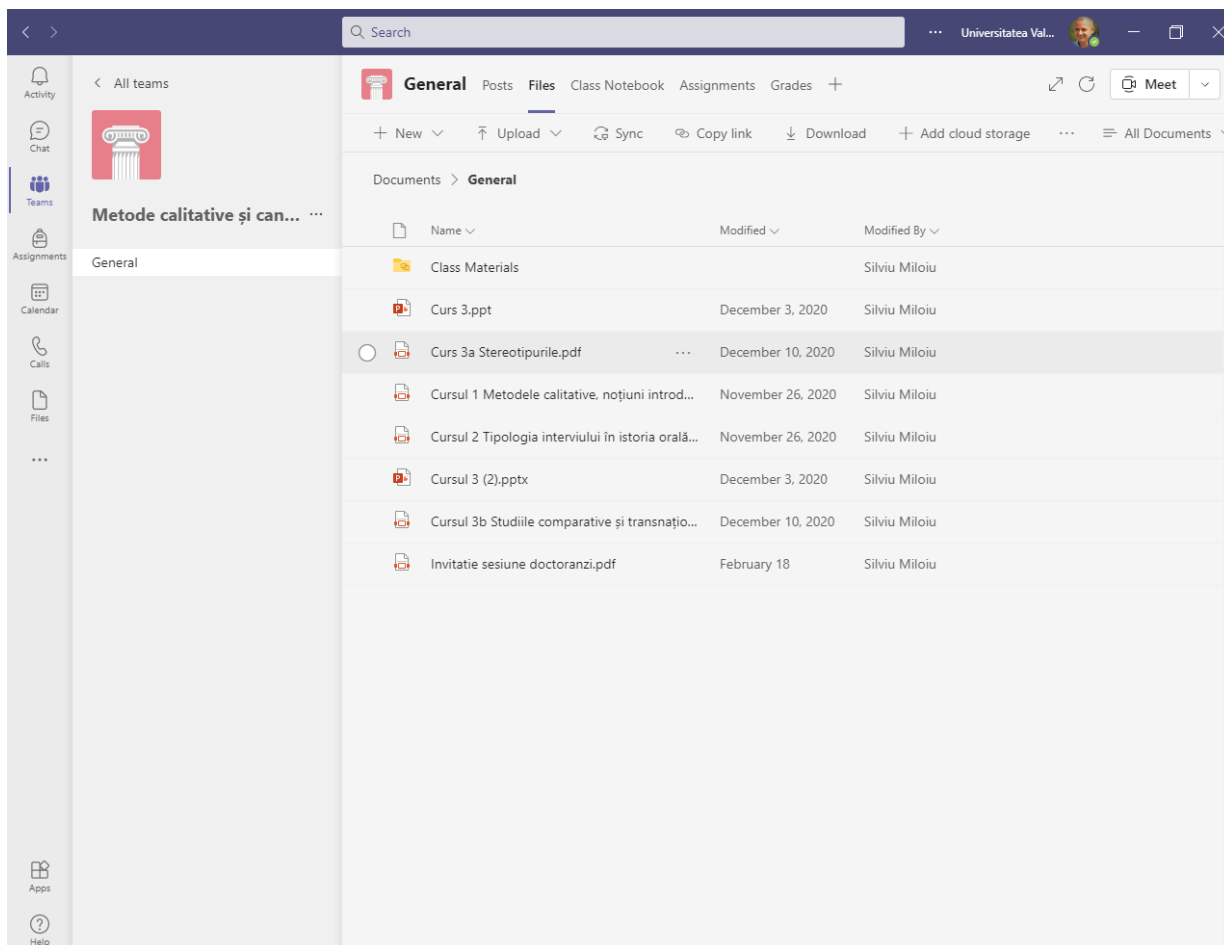 Search
Universitatea Val...
Activity
Chat
Teams
Assignments
Calendar
Calls
Files
Apps
Help
All teams
Metode calitative și can...
General
General Posts Files Class Notebook Assignments Grades
Meet
New Upload Sync Copy link Download Add cloud storage ... All Documents
Documents > General
Name Modified Modified By
Class Materials Silviu Miloiu
Curs 3.ppt December 3, 2020 Silviu Miloiu
Curs 3a Stereotipurile.pdf ... December 10, 2020 Silviu Miloiu
Cursul 1 Metodele calitative, noțiuni introd... November 26, 2020 Silviu Miloiu
Cursul 2 Tipologia interviului în istoria orală... November 26, 2020 Silviu Miloiu
Cursul 3 (2).pptx December 3, 2020 Silviu Miloiu
Cursul 3b Studiile comparative și transnațio... December 10, 2020 Silviu Miloiu
Invitatie sesiune doctoranzi.pdf February 18 Silviu Miloiu